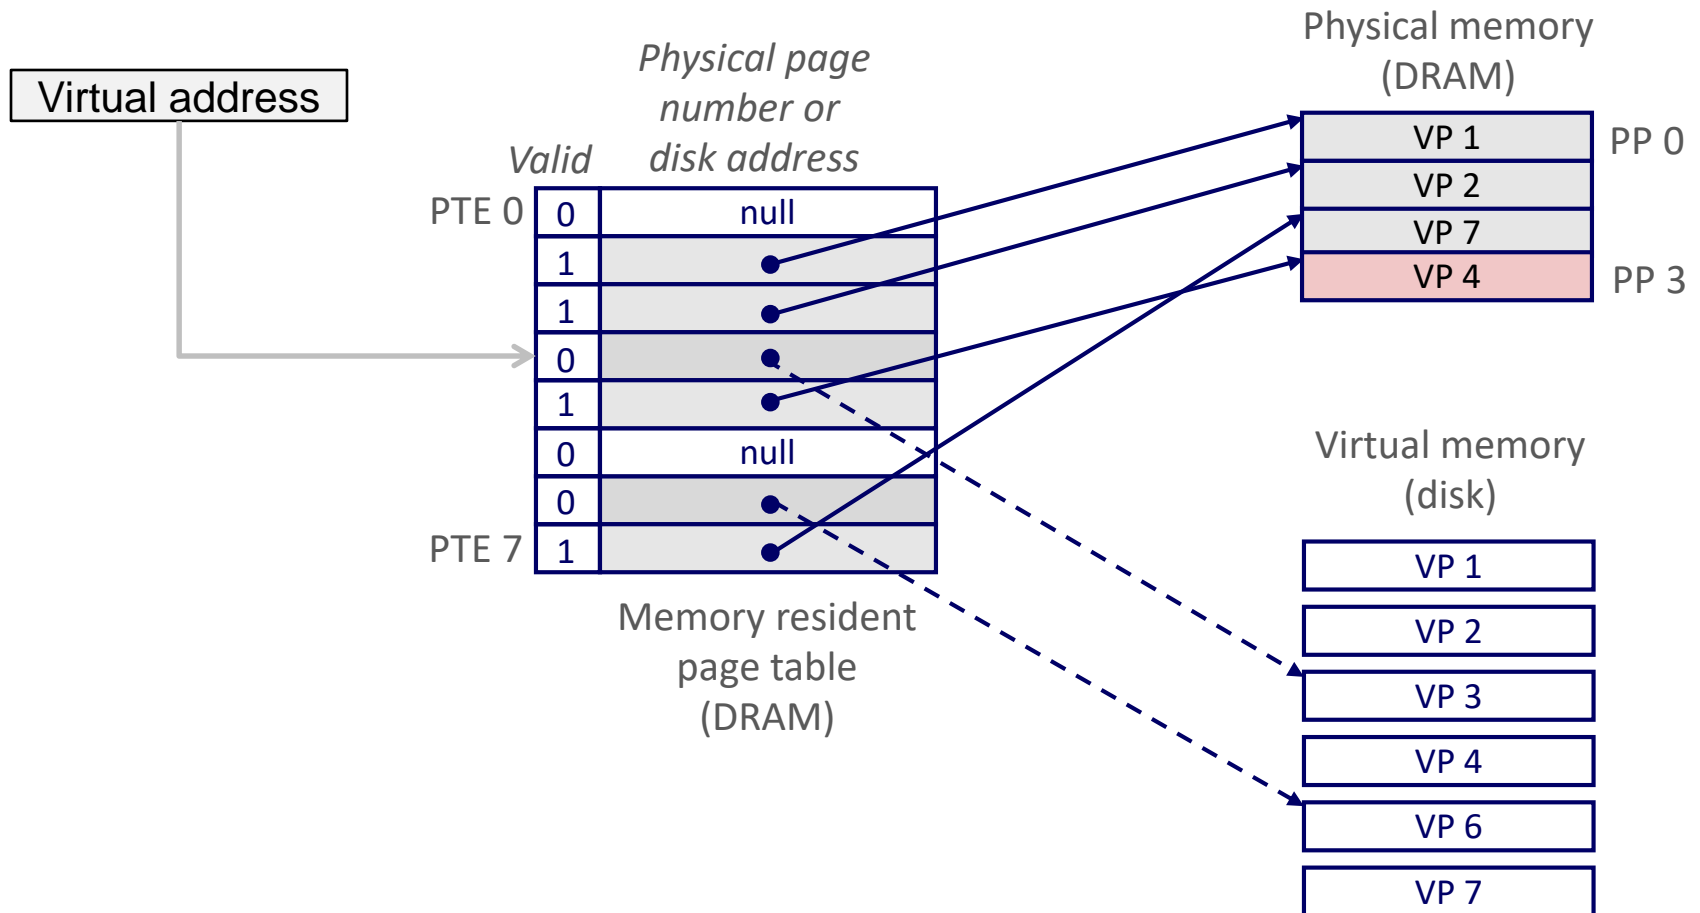 Virtual address
Physical page
number or
disk address
Valid
PTE 0
0
null
1
1
0
1
0
null
0
PTE 7
1
Memory resident
page table
(DRAM)
Physical memory
(DRAM)
VP 1
PP 0
VP 2
VP 7
VP 4
PP 3
Virtual memory
(disk)
VP 1
VP 2
VP 3
VP 4
VP 6
VP 7